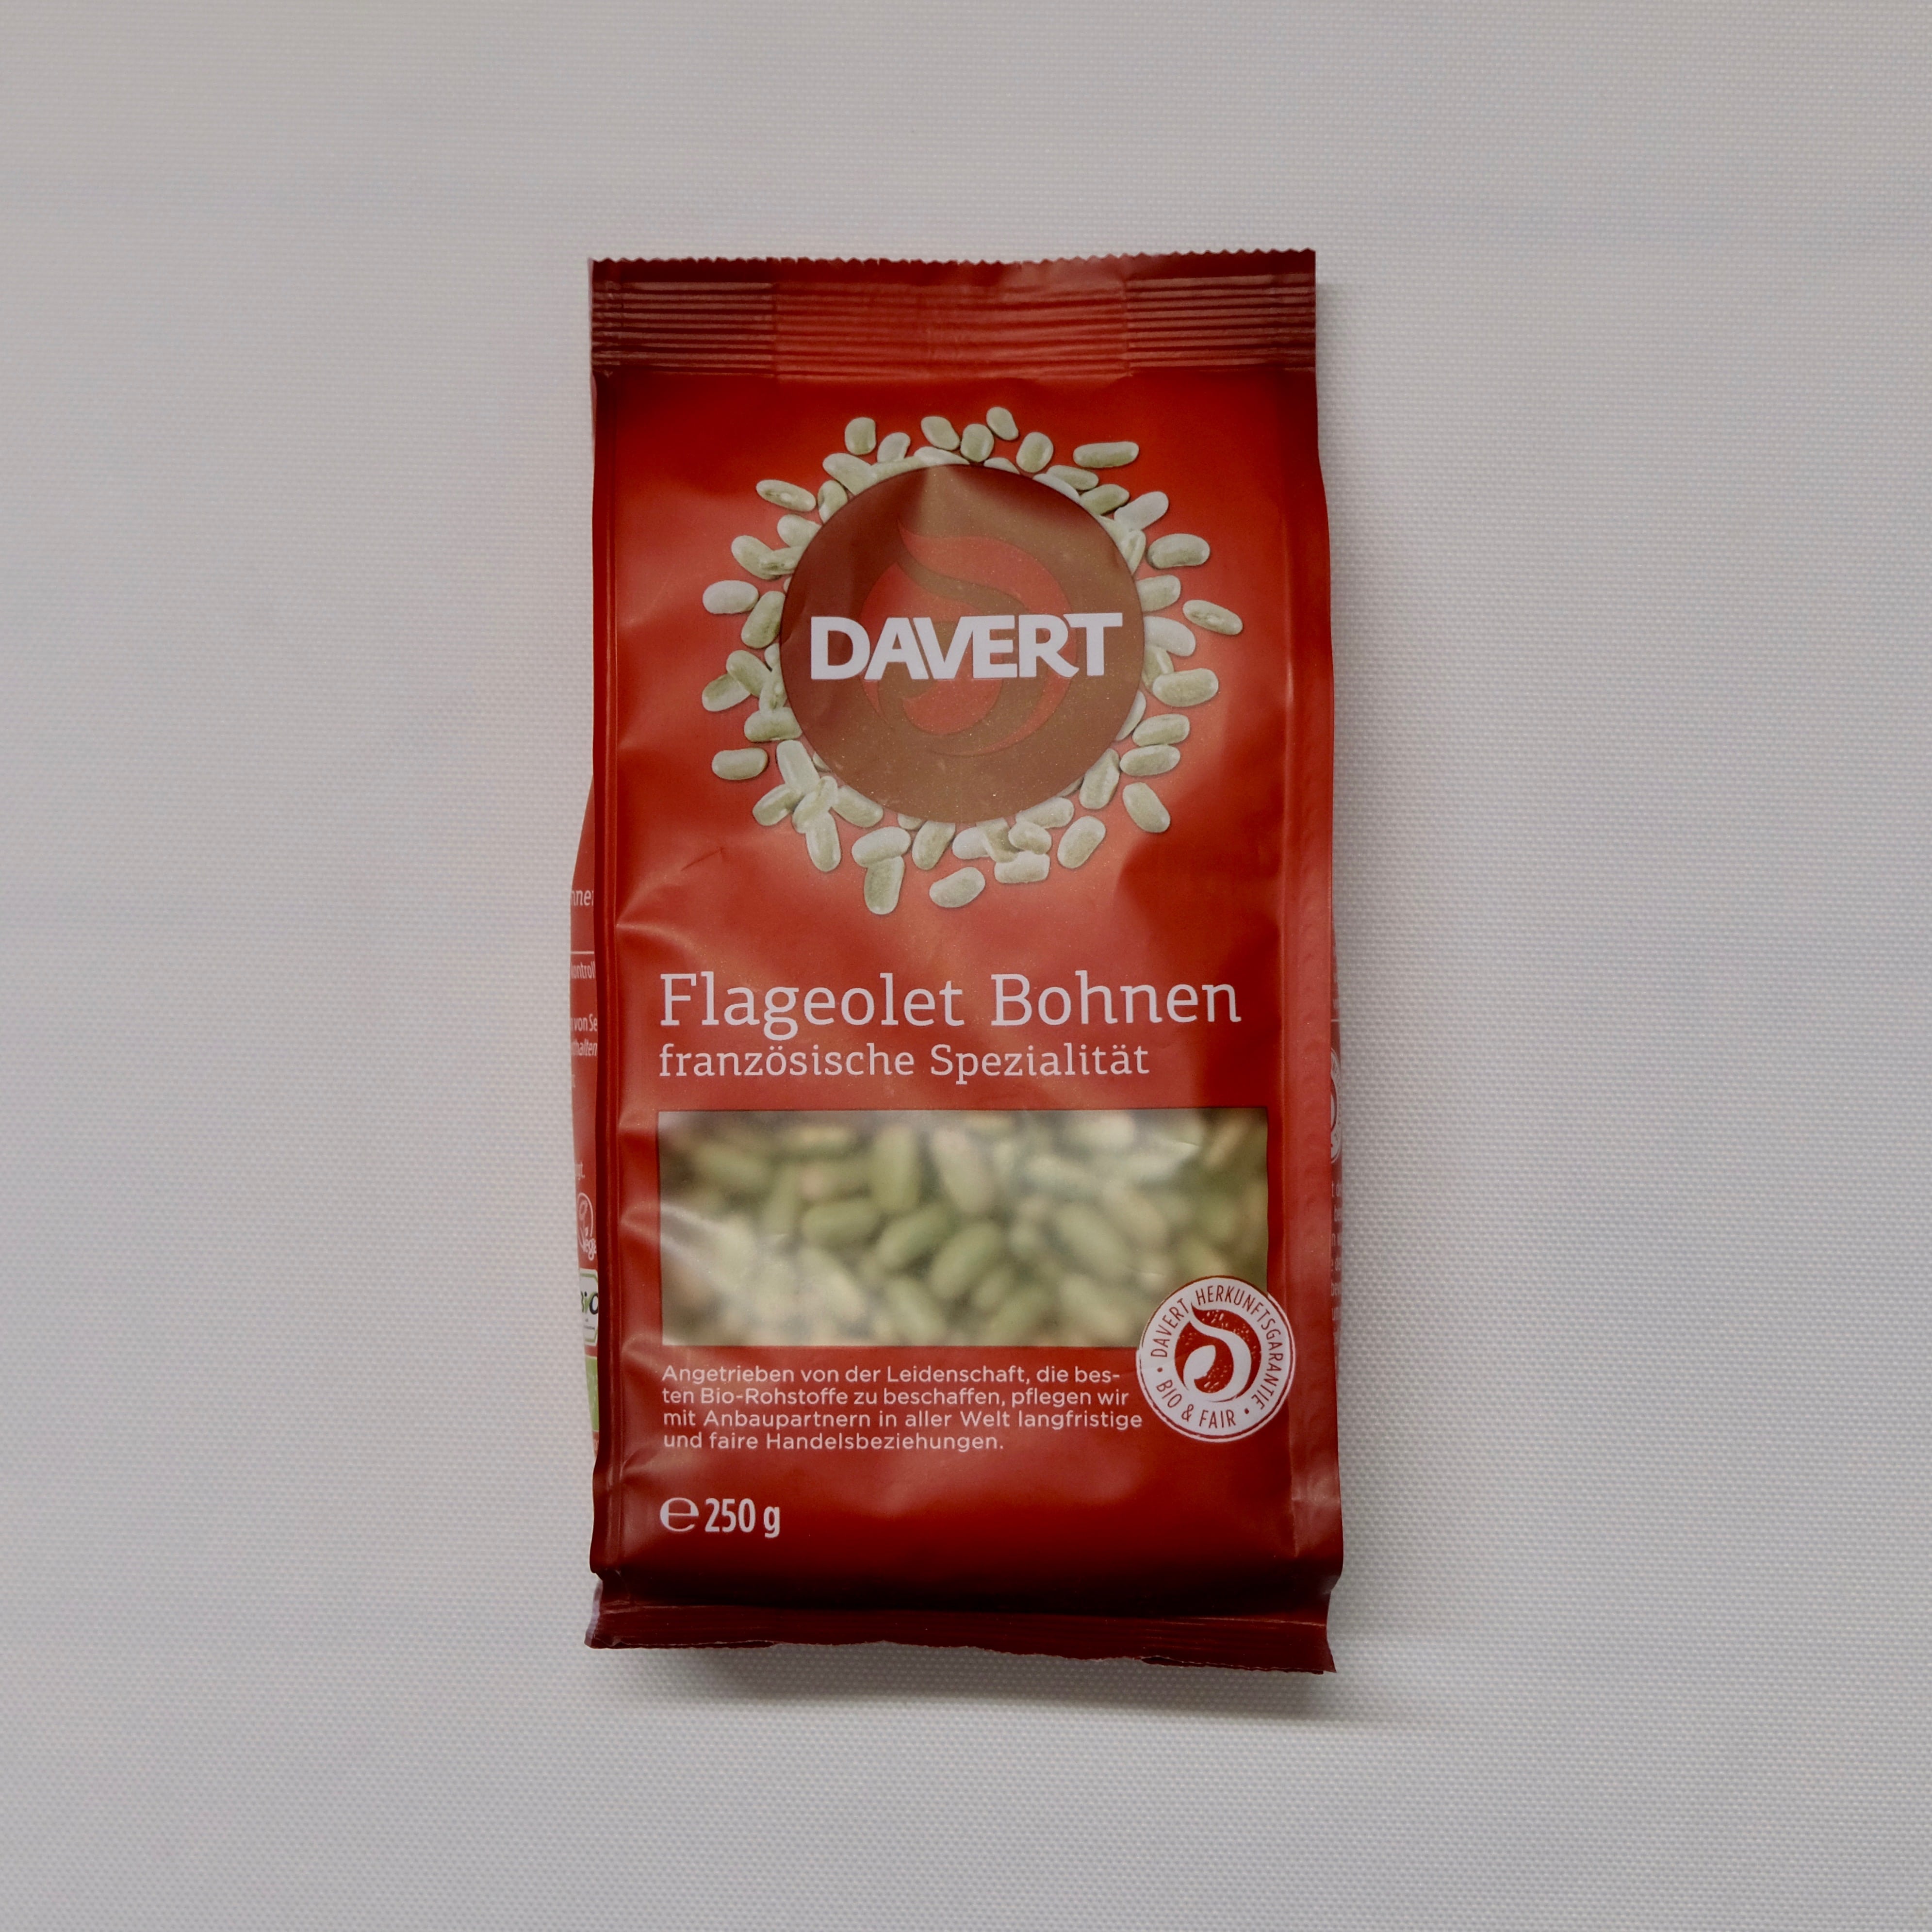 DAVERT
Flageolet Bohnen
französische Spezialität
DAVERT HERKUNFTSGARANTIE
• BIO & FAIR •
Angetrieben von der Leidenschaft, die bes-
ten Bio-Rohstoffe zu beschaffen, pflegen wir
mit Anbaupartnern in aller Welt langfristige
und faire Handelsbeziehungen.
℮ 250 g